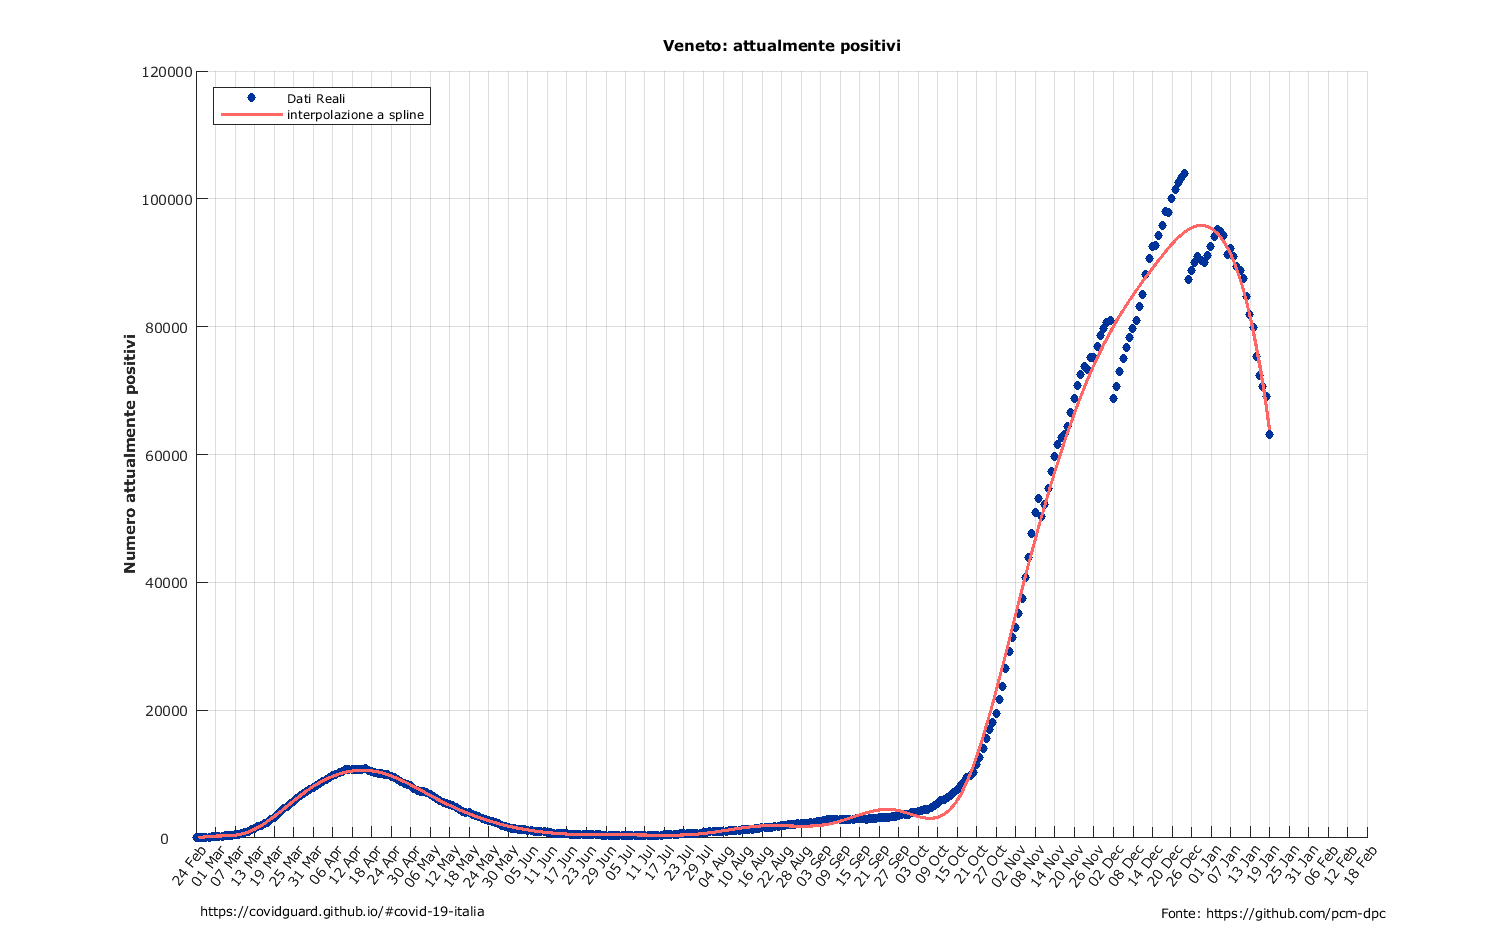 Veneto: attualmente positivi
120000
100000
80000
60000
40000
20000
0
Numero attualmente positivi
Dati Reali
interpolazione a spline
24 Feb
01 Mar
07 Mar
13 Mar
19 Mar
25 Mar
31 Mar
06 Apr
12 Apr
18 Apr
24 Apr
30 Apr
06 May
12 May
18 May
24 May
30 May
05 Jun
11 Jun
17 Jun
23 Jun
29 Jun
05 Jul
11 Jul
17 Jul
23 Jul
29 Jul
04 Aug
10 Aug
16 Aug
22 Aug
28 Aug
03 Sep
09 Sep
15 Sep
21 Sep
27 Sep
03 Oct
09 Oct
15 Oct
21 Oct
27 Oct
02 Nov
08 Nov
14 Nov
20 Nov
26 Nov
02 Dec
08 Dec
14 Dec
20 Dec
26 Dec
01 Jan
07 Jan
13 Jan
19 Jan
25 Jan
31 Jan
06 Feb
12 Feb
18 Feb
https://covidguard.github.io/#covid-19-italia
Fonte: https://github.com/pcm-dpc